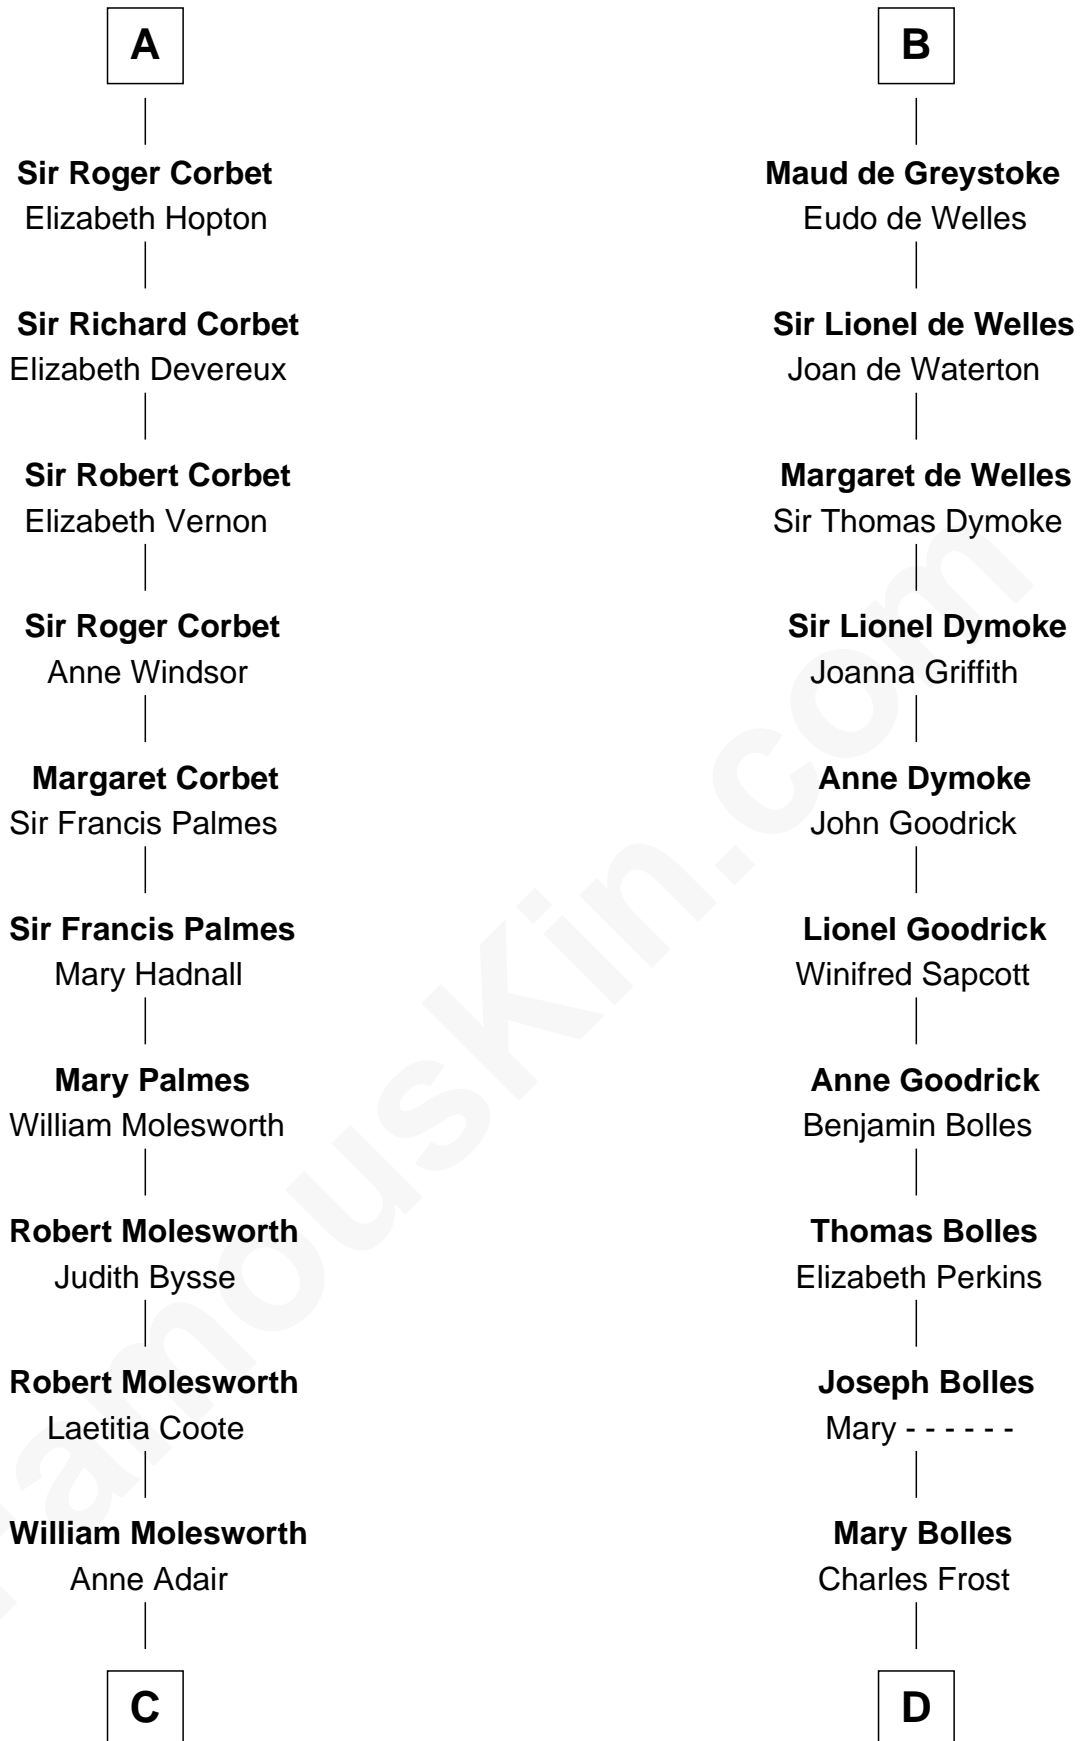 A
Sir Roger Corbet
Elizabeth Hopton
Sir Richard Corbet
Elizabeth Devereux
Sir Robert Corbet
Elizabeth Vernon
Sir Roger Corbet
Anne Windsor
Margaret Corbet
Sir Francis Palmes
Sir Francis Palmes
Mary Hadnall
Mary Palmes
William Molesworth
Robert Molesworth
Judith Bysse
Robert Molesworth
Laetitia Coote
William Molesworth
Anne Adair
C
B
Maud de Greystoke
Eudo de Welles
Sir Lionel de Welles
Joan de Waterton
Margaret de Welles
Sir Thomas Dymoke
Sir Lionel Dymoke
Joanna Griffith
Anne Dymoke
John Goodrick
Lionel Goodrick
Winifred Sapcott
Anne Goodrick
Benjamin Bolles
Thomas Bolles
Elizabeth Perkins
Joseph Bolles
Mary - - - - - -
Mary Bolles
Charles Frost
D
FamousKin.com